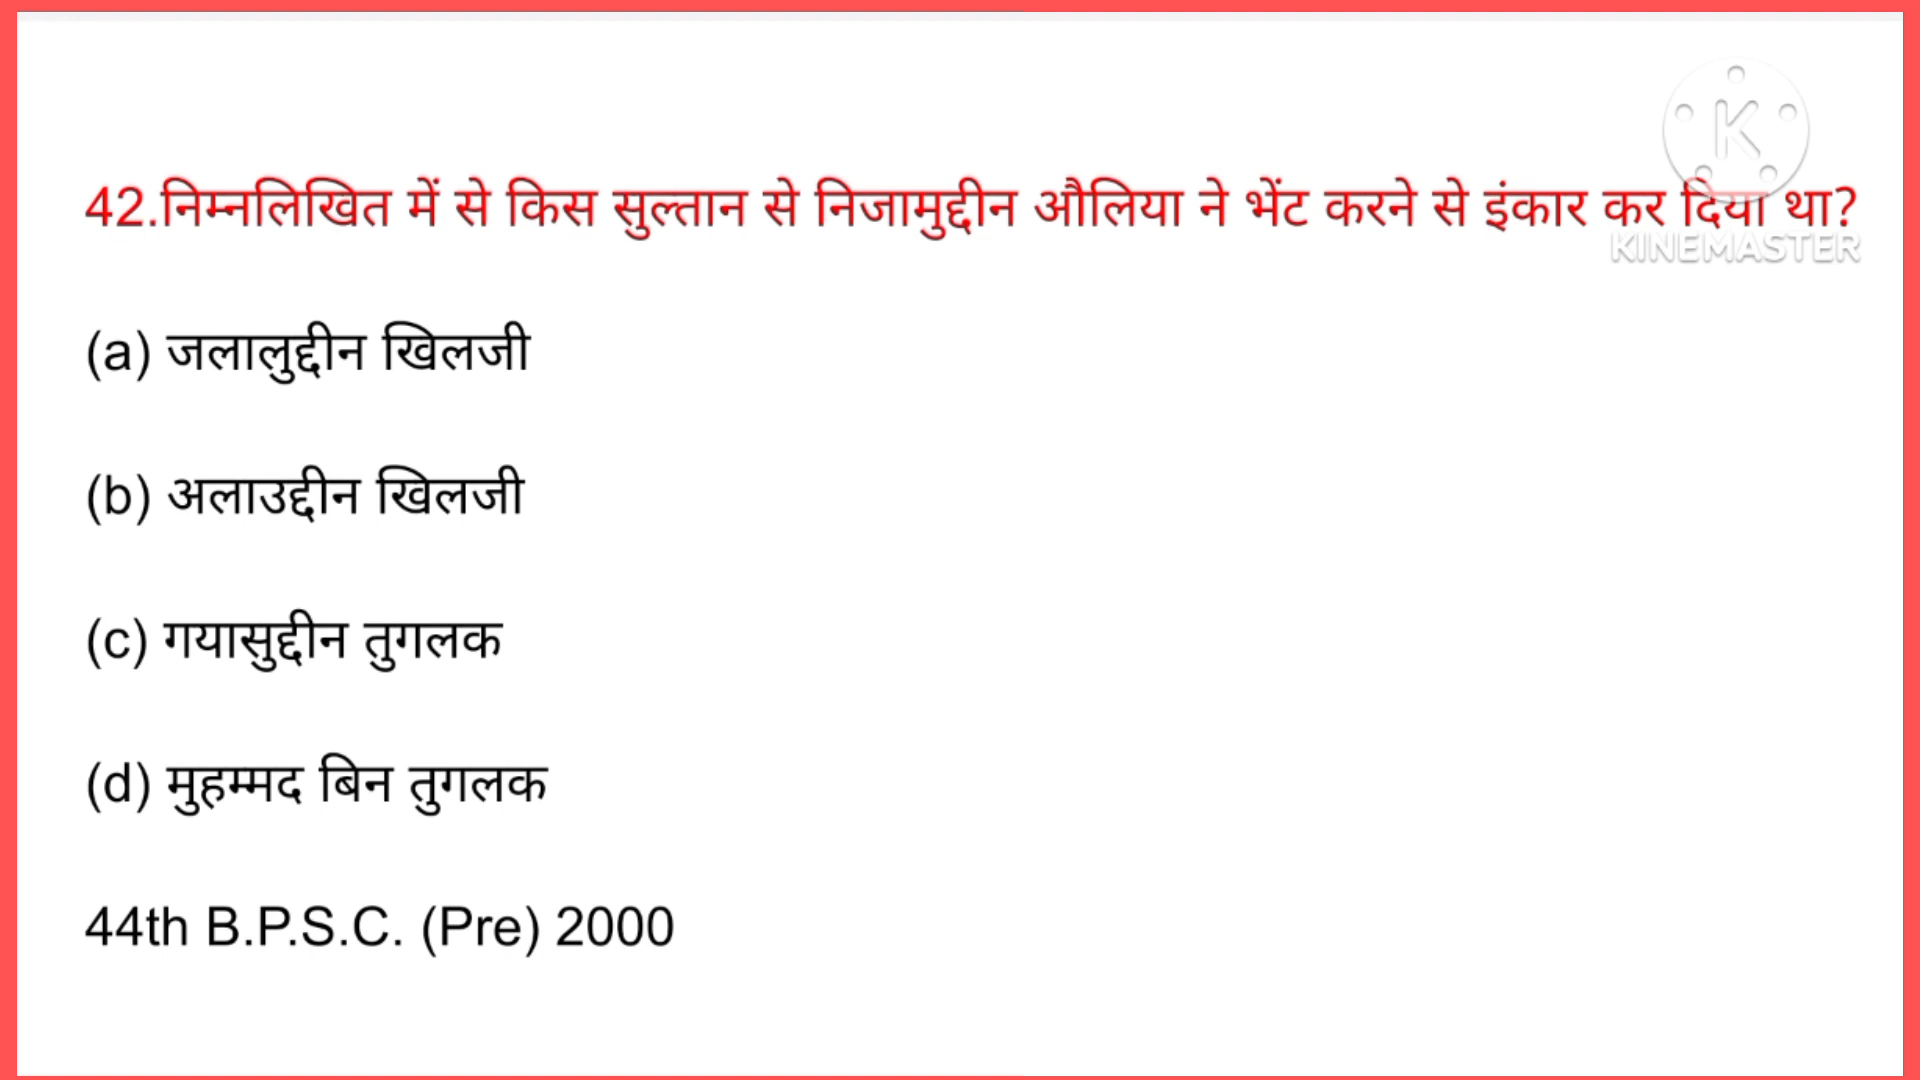 42.निम्नलिखित में से किस सुल्तान से निजामुद्दीन औलिया ने भेंट करने से इंकार कर दिया था?
K
KINEMASTER
(a) जलालुद्दीन खिलजी
(b) अलाउद्दीन खिलजी
(c) गयासुद्दीन तुगलक
(d) मुहम्मद बिन तुगलक
44th B.P.S.C. (Pre) 2000